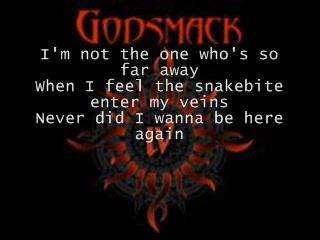 GODSMACK
I'm not the one who's so
far away
When I feel the snakebite
enter my veins
Never did I wanna be here
again